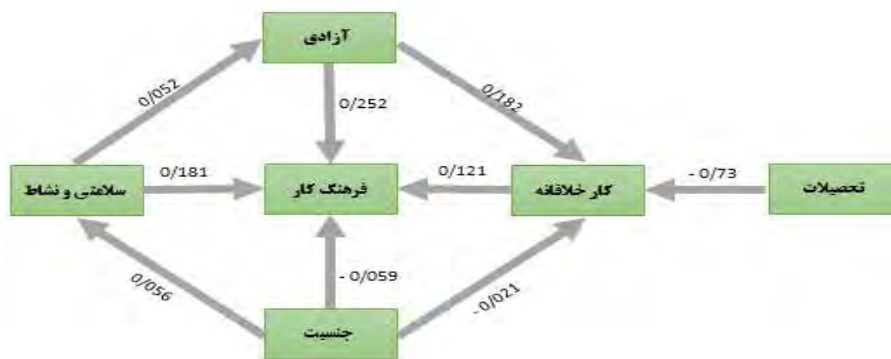 آزادی
0/052
0/252
0/182
سلامتی و نشاط
0/181
فرهنگ کار
0/121
کار خلاقانه
- 0/73
تحصیلات
0/056
- 0/059
- 0/021
جنسیت